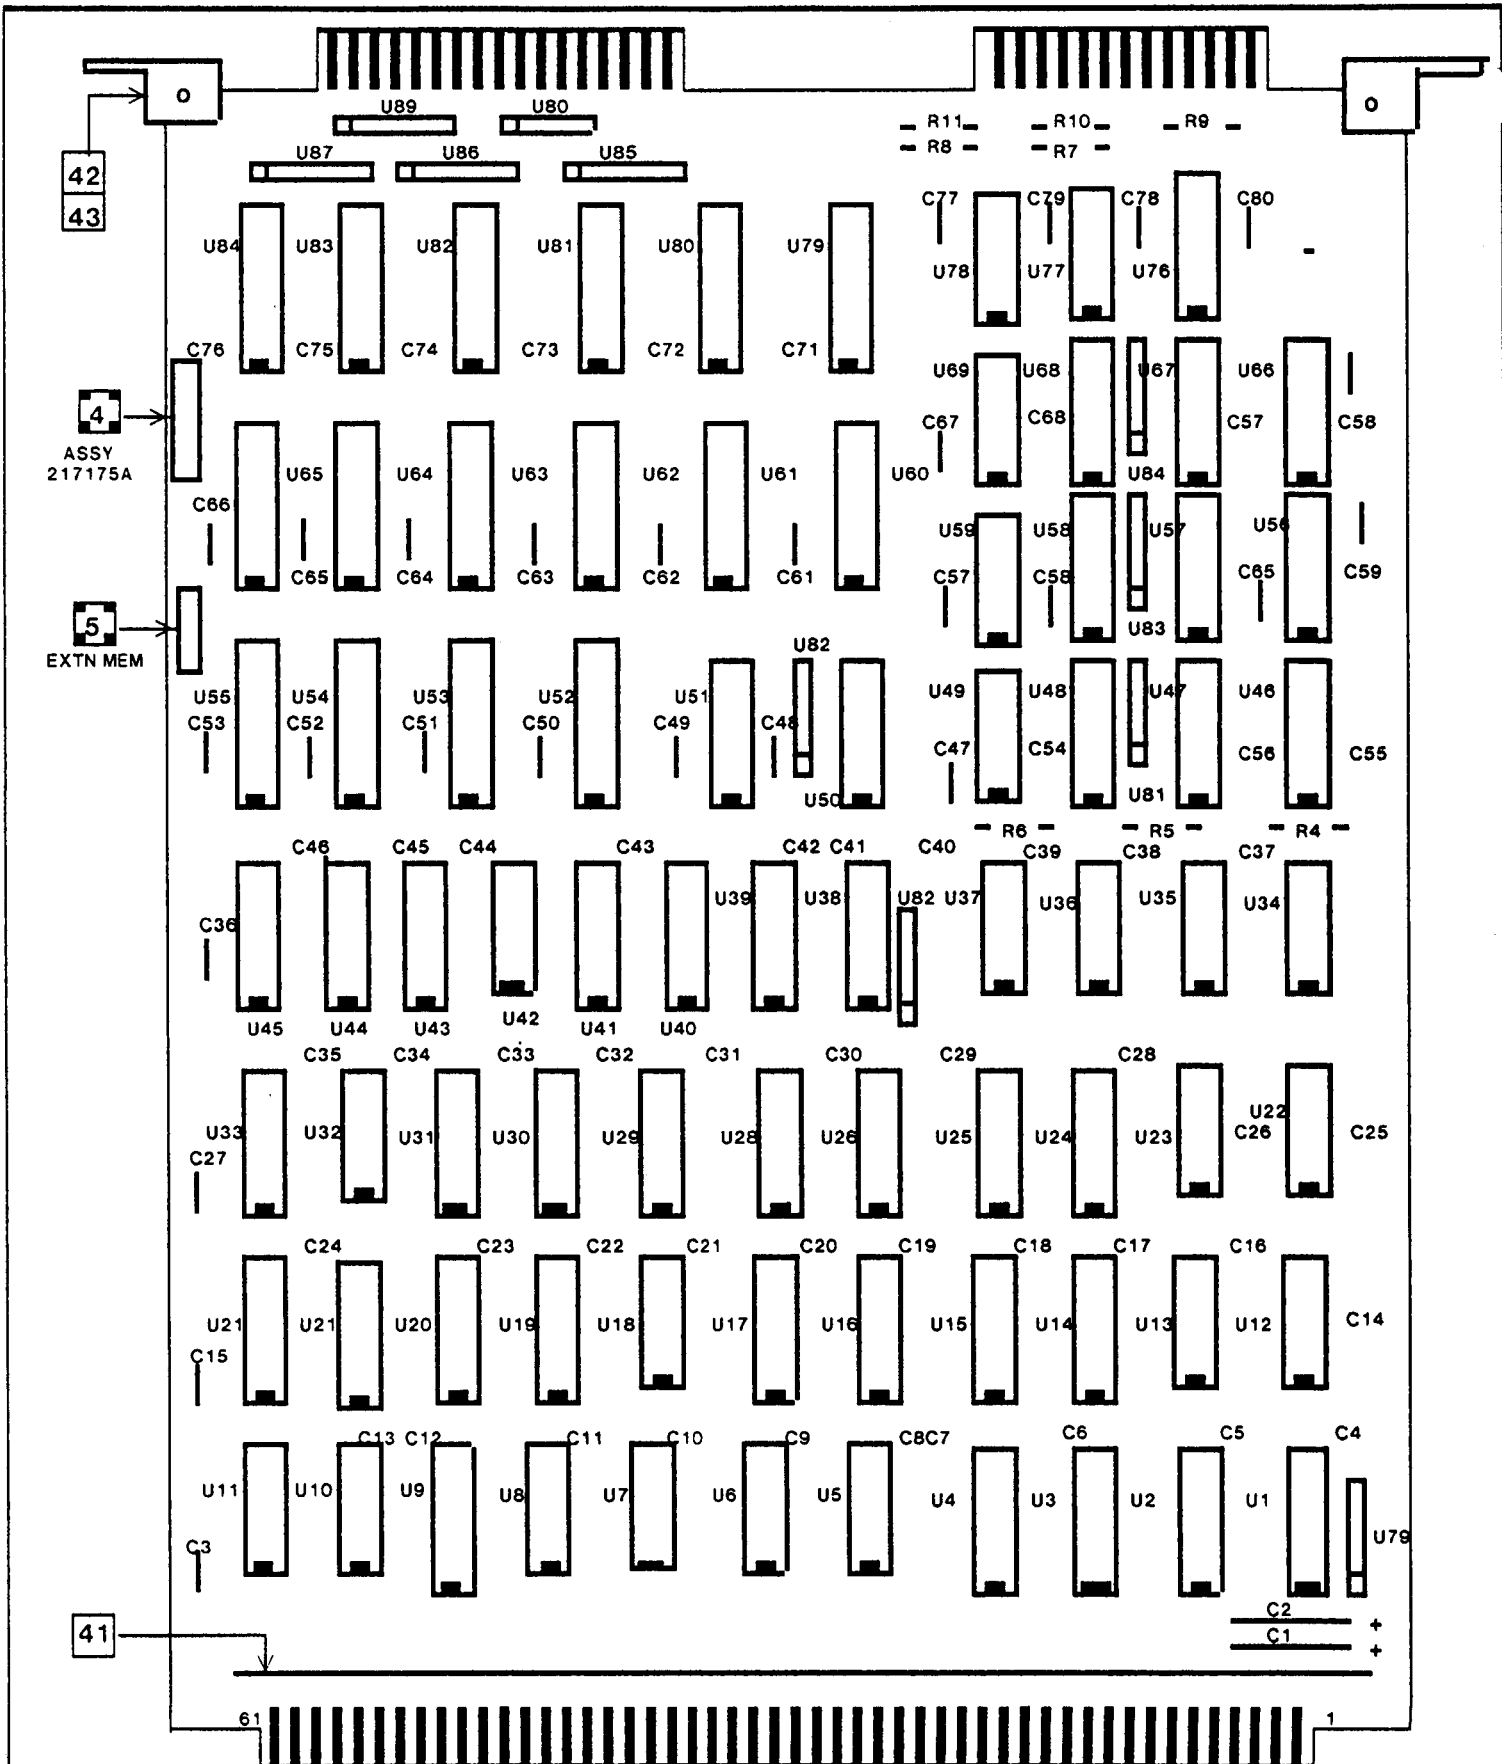 U89 U80
R11 R10 R9
R8 R7
U87 U86 U85
42
43
C77 C79 C78 C80
U84 U83 U82 U81 U80 U79
U78 U77 U76
C76 C75 C74 C73 C72 C71
U69 U68 U67 U66
4
C67 C68 C57 C58
ASSY
217175A
U65 U64 U63 U62 U61 U60
U84
C66
U59 U58 U57 U56
C65 C64 C63 C62 C61
C57 C58 C65 C59
5
U83
EXTN MEM
U82
U55 U54 U53 U52 U51
U49 U48 U47 U46
C53 C52 C51 C50 C49 C48
C47 C54 C56 C55
U50
U81
R6 R5 R4
C46 C45 C44 C43 C42 C41 C40 C39 C38 C37
U39 U38 U82 U37 U36 U35 U34
C36
U45 U44 U43 U42 U41 U40
C35 C34 C33 C32 C31 C30 C29 C28
U22
U33 U32 U31 U30 U29 U28 U26 U25 U24 U23 C26 C25
C27
C24 C23 C22 C21 C20 C19 C18 C17 C16
U21 U21 U20 U19 U18 U17 U16 U15 U14 U13 U12 C14
C15
C13 C12 C11 C10 C9 C8C7 C6 C5 C4
U11 U10 U9 U8 U7 U6 U5 U4 U3 U2 U1
U79
C3
C2 +
41
C1 +
61 1